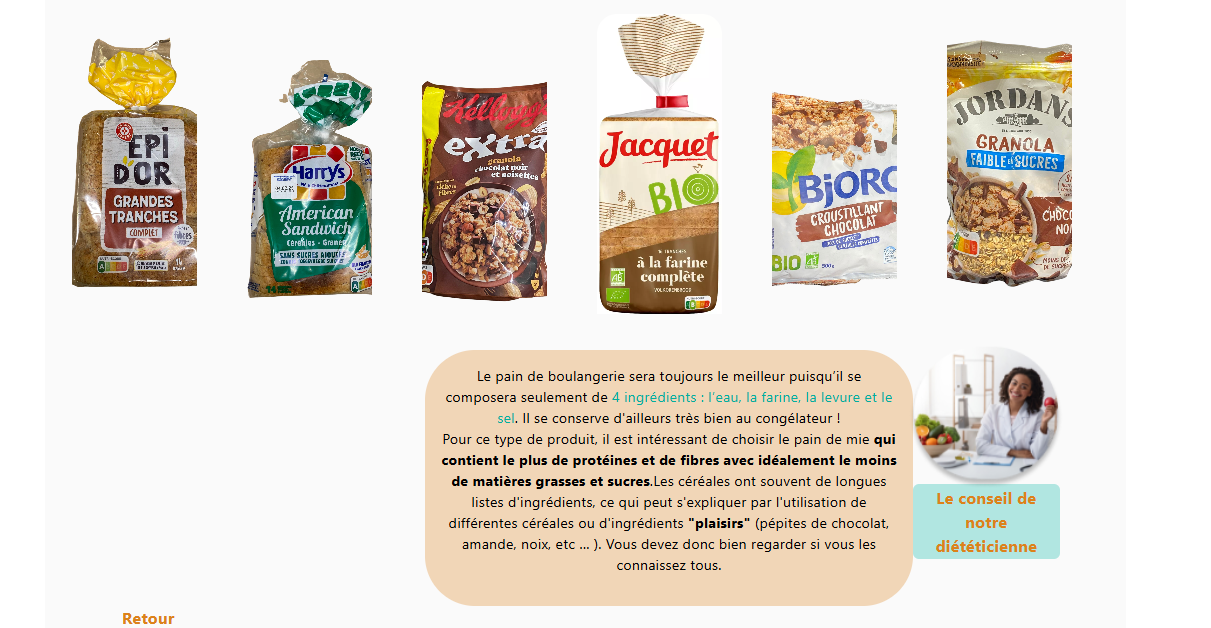 EPI
D'OR
GRANDES
TRANCHES
COMPLET
Harry's
American
Sandwich
Céréales - Graines
SANS SUCRES AJOUTÉS
Kellogg's
extra
granola
chocolat noir
et noisettes
Jacquet
BIO
à la farine
complète
VOLKORENBROOD
AB
BJORG
CROUSTILLANT
CHOCOLAT
BIO
AB
500g
JORDANS
GRANOLA
FAIBLE EN SUCRES
CHOCO
NOI
Le pain de boulangerie sera toujours le meilleur puisqu’il se
composera seulement de 4 ingrédients : l’eau, la farine, la levure et le
sel. Il se conserve d'ailleurs très bien au congélateur !
Pour ce type de produit, il est intéressant de choisir le pain de mie qui
contient le plus de protéines et de fibres avec idéalement le moins
de matières grasses et sucres.Les céréales ont souvent de longues
listes d'ingrédients, ce qui peut s'expliquer par l'utilisation de
différentes céréales ou d'ingrédients "plaisirs" (pépites de chocolat,
amande, noix, etc ... ). Vous devez donc bien regarder si vous les
connaissez tous.
Le conseil de
notre
diététicienne
Retour